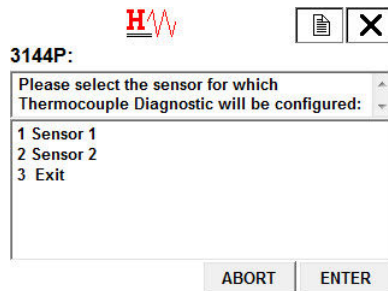 H
3144P:
Please select the sensor for which
Thermocouple Diagnostic will be configured:
1 Sensor 1
2 Sensor 2
3 Exit
ABORT ENTER